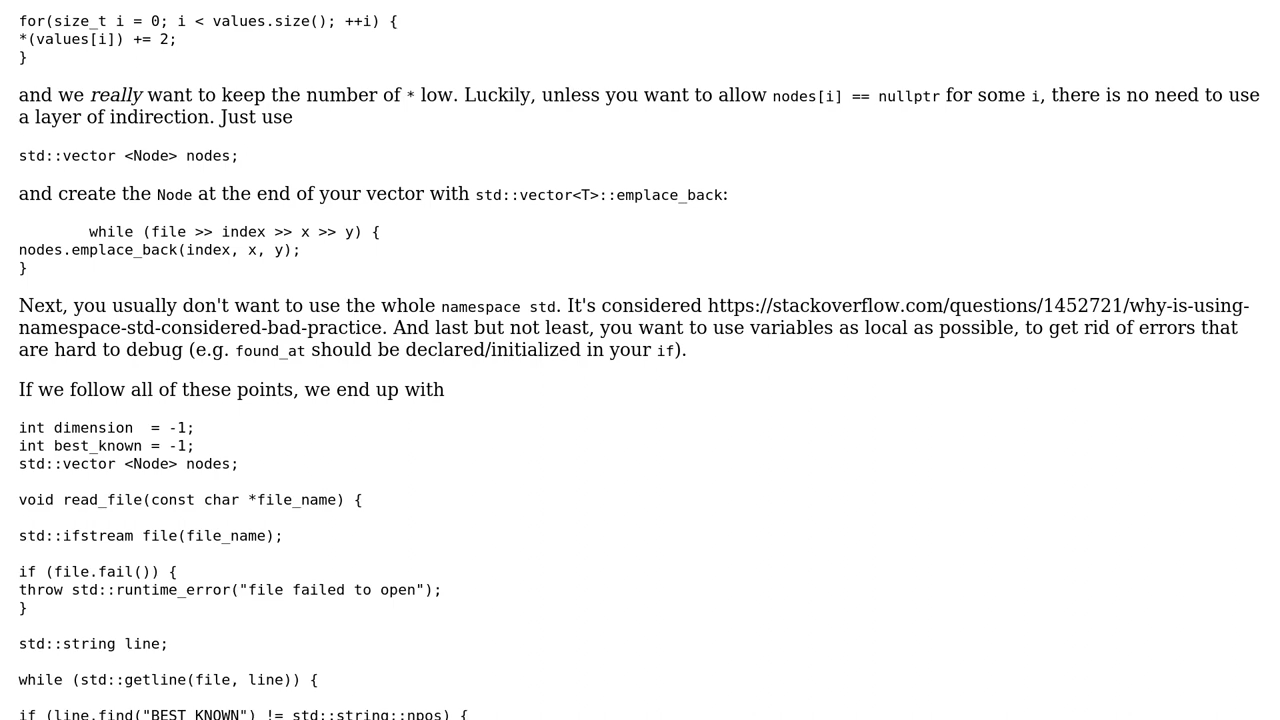 for(size_t i = 0; i < values.size(); ++i) {
*(values[i]) += 2;
}
and we really want to keep the number of * low. Luckily, unless you want to allow nodes[i] == nullptr for some i, there is no need to use
a layer of indirection. Just use
std::vector <Node> nodes;
and create the Node at the end of your vector with std::vector<T>::emplace_back:
while (file >> index >> x >> y) {
nodes.emplace_back(index, x, y);
}
Next, you usually don't want to use the whole namespace std. It's considered https://stackoverflow.com/questions/1452721/why-is-using-
namespace-std-considered-bad-practice. And last but not least, you want to use variables as local as possible, to get rid of errors that
are hard to debug (e.g. found_at should be declared/initialized in your if).
If we follow all of these points, we end up with
int dimension  = -1;
int best_known = -1;
std::vector <Node> nodes;
void read_file(const char *file_name) {
std::ifstream file(file_name);
if (file.fail()) {
throw std::runtime_error("file failed to open");
}
std::string line;
while (std::getline(file, line)) {
if (line.find("BEST_KNOWN") != std::string::npos) {